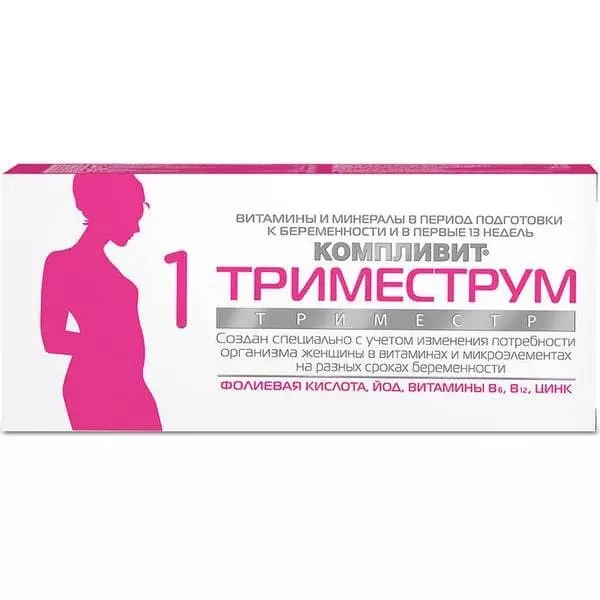 ВИТАМИНЫ И МИНЕРАЛЫ В ПЕРИОД ПОДГОТОВКИ
К БЕРЕМЕННОСТИ И В ПЕРВЫЕ 13 НЕДЕЛЬ
КОМПЛИВИТ®
1 ТРИМЕСТРУМ
ТРИМЕСТР
Создан специально с учетом изменения потребности
организма женщины в витаминах и микроэлементах
на разных сроках беременности
ФОЛИЕВАЯ КИСЛОТА, ЙОД, ВИТАМИНЫ B6, B12, ЦИНК